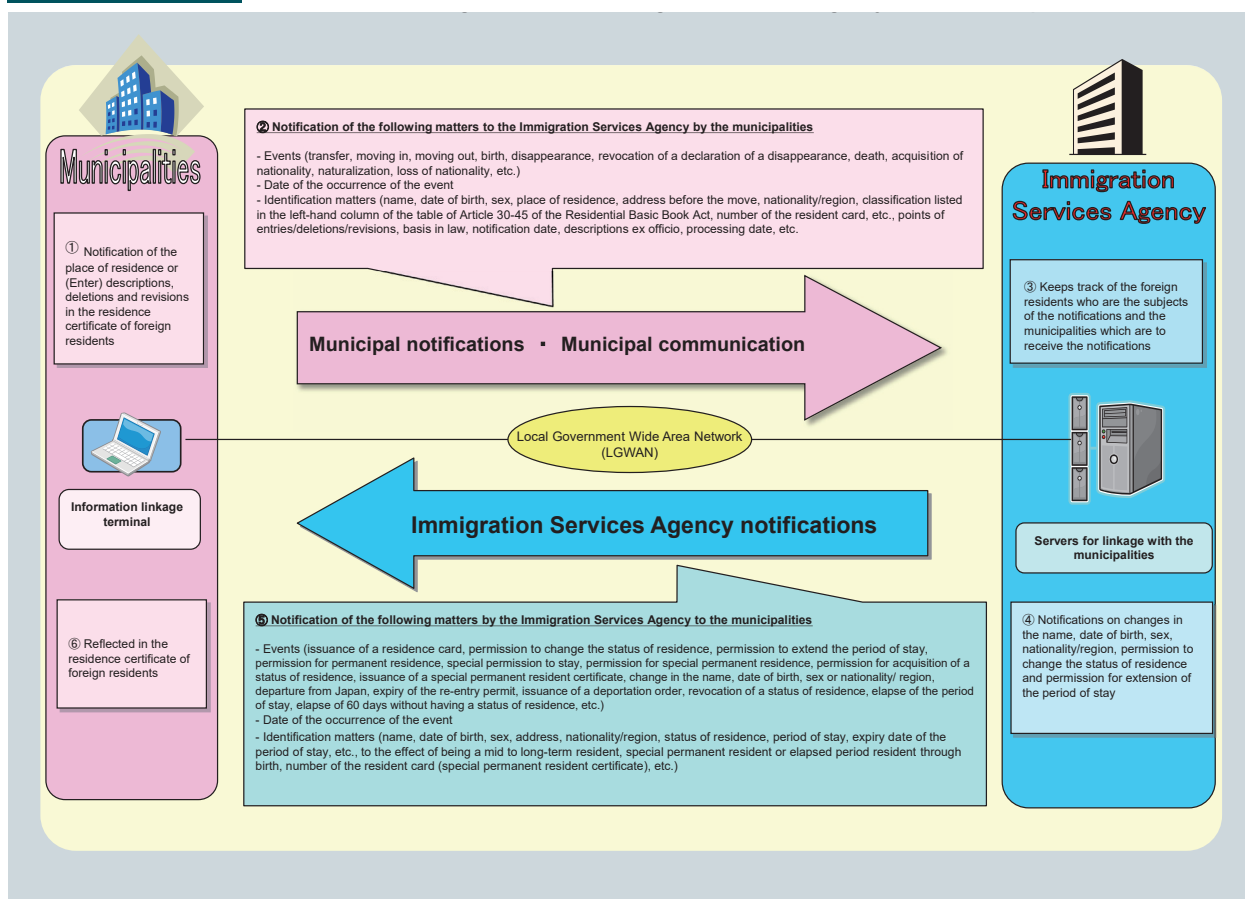 Municipalities
① Notification of the
place of residence or
(Enter) descriptions,
deletions and revisions
in the residence
certificate of foreign
residents
Information linkage
terminal
⑥ Reflected in the
residence certificate of
foreign residents
② Notification of the following matters to the Immigration Services Agency by the municipalities
- Events (transfer, moving in, moving out, birth, disappearance, revocation of a declaration of a disappearance, death, acquisition of
nationality, naturalization, loss of nationality, etc.)
- Date of the occurrence of the event
- Identification matters (name, date of birth, sex, place of residence, address before the move, nationality/region, classification listed
in the left-hand column of the table of Article 30-45 of the Residential Basic Book Act, number of the resident card, etc., points of
entries/deletions/revisions, basis in law, notification date, descriptions ex officio, processing date, etc.
Municipal notifications ・ Municipal communication
Local Government Wide Area Network
(LGWAN)
Immigration Services Agency notifications
⑤ Notification of the following matters by the Immigration Services Agency to the municipalities
- Events (issuance of a residence card, permission to change the status of residence, permission to extend the period of stay,
permission for permanent residence, special permission to stay, permission for special permanent residence, permission for acquisition of a
status of residence, issuance of a special permanent resident certificate, change in the name, date of birth, sex or nationality/ region,
departure from Japan, expiry of the re-entry permit, issuance of a deportation order, revocation of a status of residence, elapse of the period
of stay, elapse of 60 days without having a status of residence, etc.)
- Date of the occurrence of the event
- Identification matters (name, date of birth, sex, address, nationality/region, status of residence, period of stay, expiry date of the
period of stay, etc., to the effect of being a mid to long-term resident, special permanent resident or elapsed period resident through
birth, number of the resident card (special permanent resident certificate), etc.)
Immigration
Services Agency
③ Keeps track of the foreign
residents who are the subjects
of the notifications and the
municipalities which are to
receive the notifications
Servers for linkage with the
municipalities
④ Notifications on changes in
the name, date of birth, sex,
nationality/region, permission to
change the status of residence
and permission for extension of
the period of stay